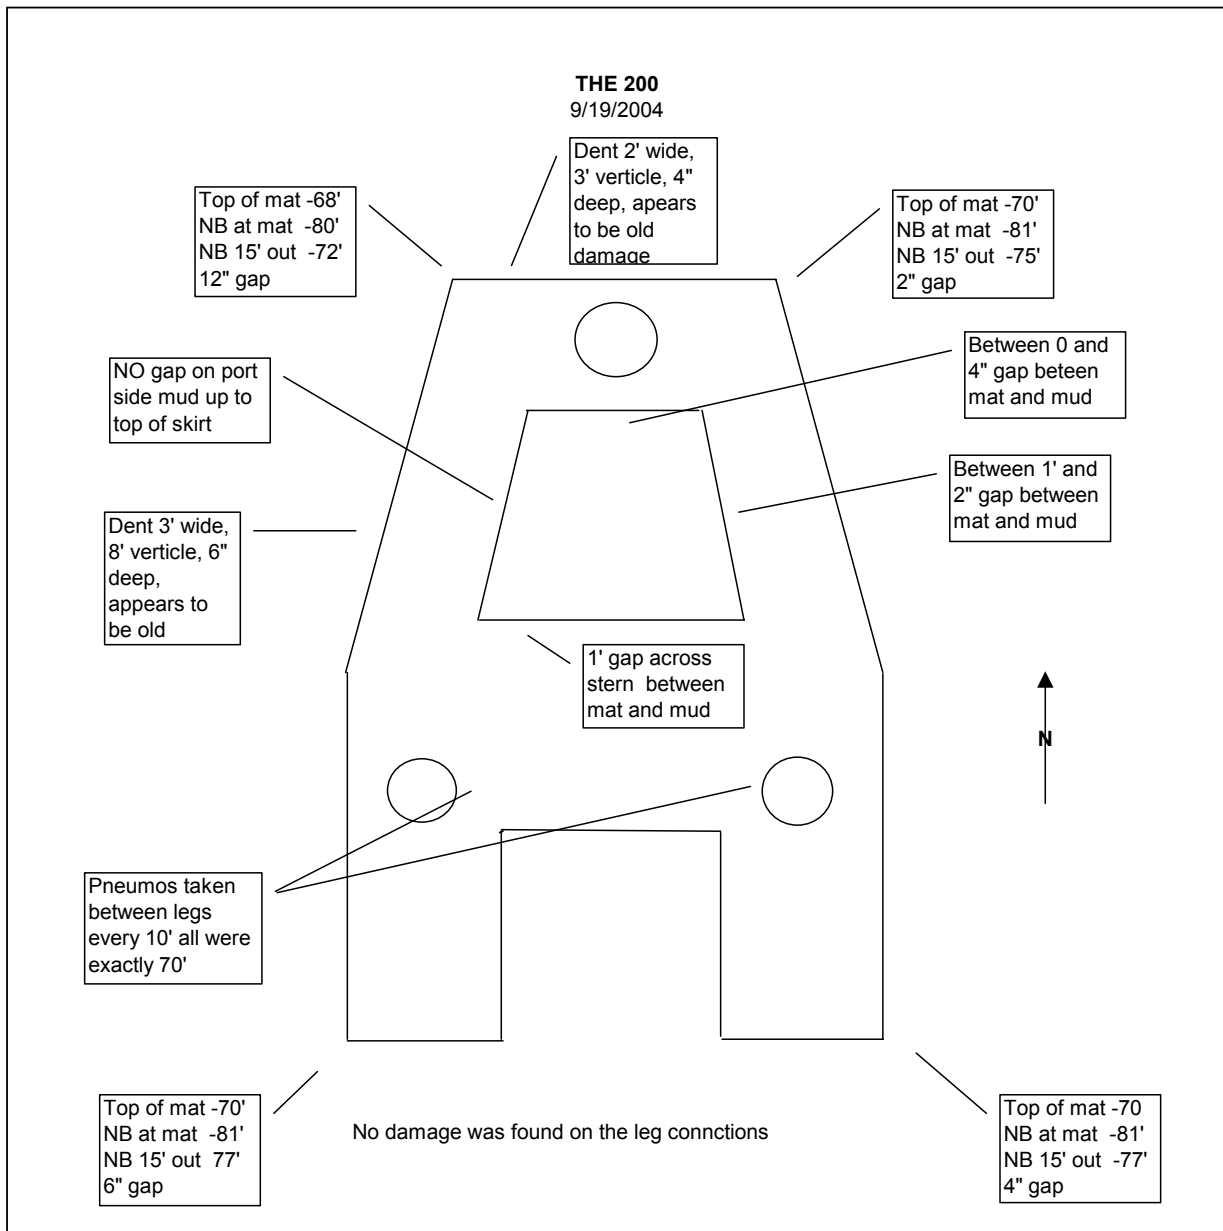 THE 200
9/19/2004
Dent 2' wide,
3' verticle, 4"
deep, apears
to be old
damage
Top of mat -68'
NB at mat -80'
NB 15' out -72'
12" gap
Top of mat -70'
NB at mat -81'
NB 15' out -75'
2" gap
NO gap on port
side mud up to
top of skirt
Between 0 and
4" gap beteen
mat and mud
Dent 3' wide,
8' verticle, 6"
deep,
appears to
be old
Between 1' and
2" gap between
mat and mud
1' gap across
stern between
mat and mud
N
Pneumos taken
between legs
every 10' all were
exactly 70'
Top of mat -70'
NB at mat -81'
NB 15' out 77'
6" gap
No damage was found on the leg connctions
Top of mat -70
NB at mat -81'
NB 15' out -77'
4" gap